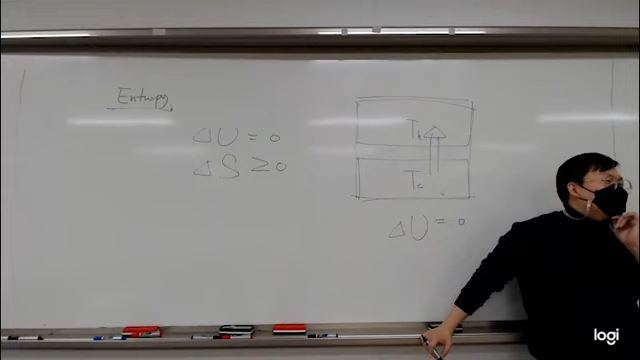 Entropy
ΔU = 0
ΔS ≥ 0
Th
Tc
ΔU = 0
logi